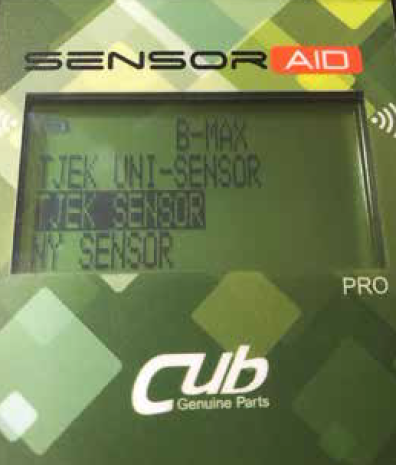 SENSOR AID
B-MAX
TJEK UNI-SENSOR
TJEK SENSOR
NY SENSOR
PRO
Cub
Genuine Parts